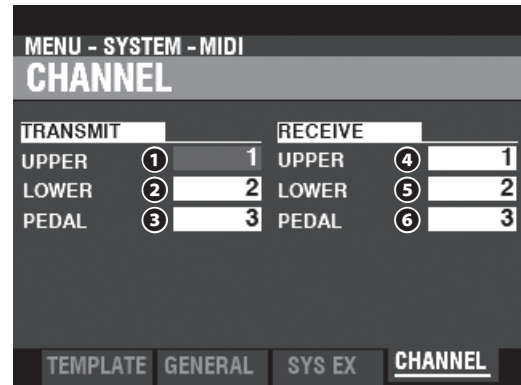 MENU - SYSTEM - MIDI
CHANNEL
TRANSMIT RECEIVE
UPPER ① 1 UPPER ④ 1
LOWER ② 2 LOWER ⑤ 2
PEDAL ③ 3 PEDAL ⑥ 3
TEMPLATE GENERAL SYS EX CHANNEL